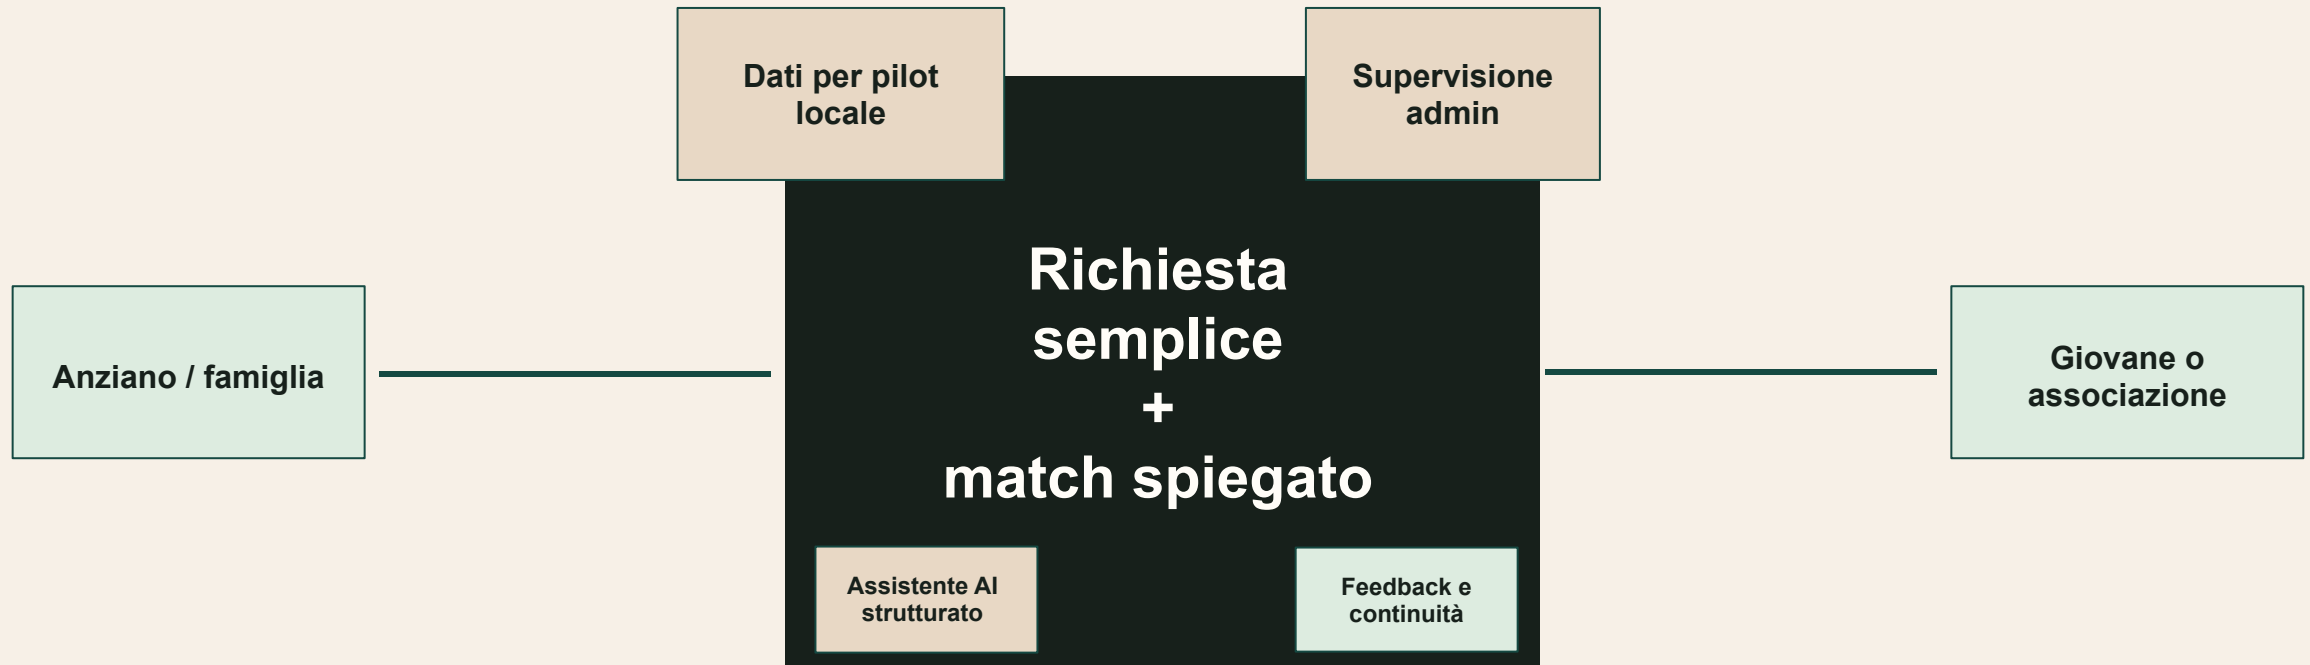 Dati per pilot
locale
Supervisione
admin
Anziano / famiglia
Richiesta
semplice
+
match spiegato
Giovane o
associazione
Assistente AI
strutturato
Feedback e
continuità